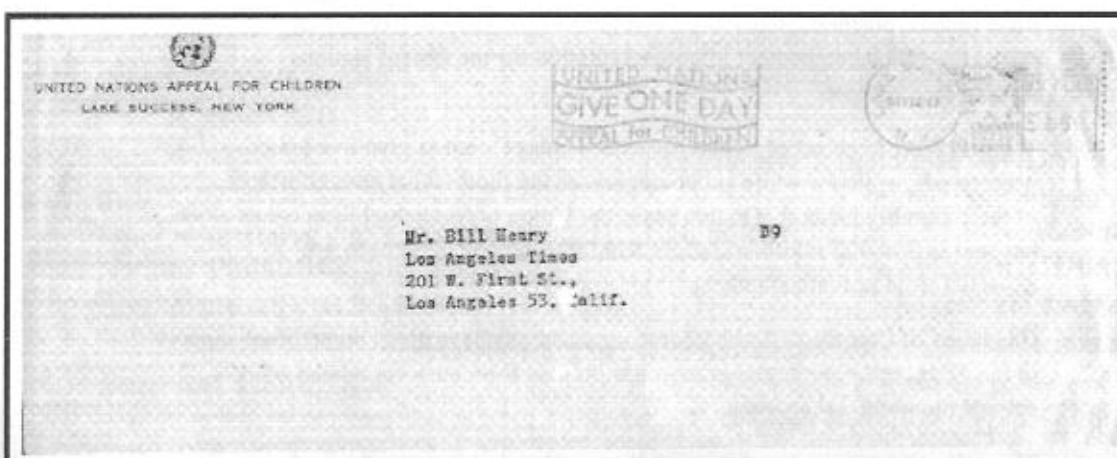 UNITED NATIONS APPEAL FOR CHILDREN
LAKE SUCCESS, NEW YORK
UNITED NATIONS
GIVE ONE DAY
APPEAL for CHILDREN
Mr. Bill Henry
D9
Los Angeles Times
201 W. First St.,
Los Angeles 53, Calif.